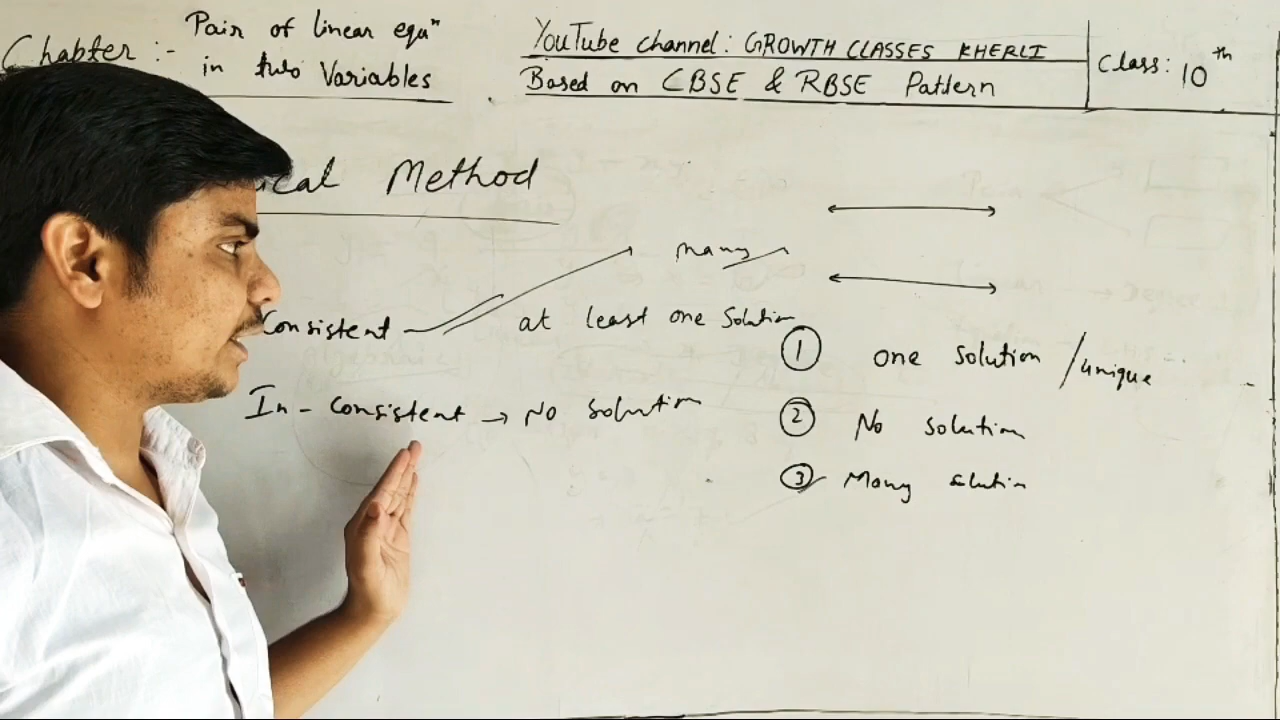 Chapter :- Pair of linear equⁿ
in two Variables
YouTube channel: GROWTH CLASSES KHERLI
Based on CBSE & RBSE Pattern
Class: 10th
ical Method
many
Consistent
at least one Solution
In - consistent → No solution
1 one solution / unique
2 No solution
3 Many solution